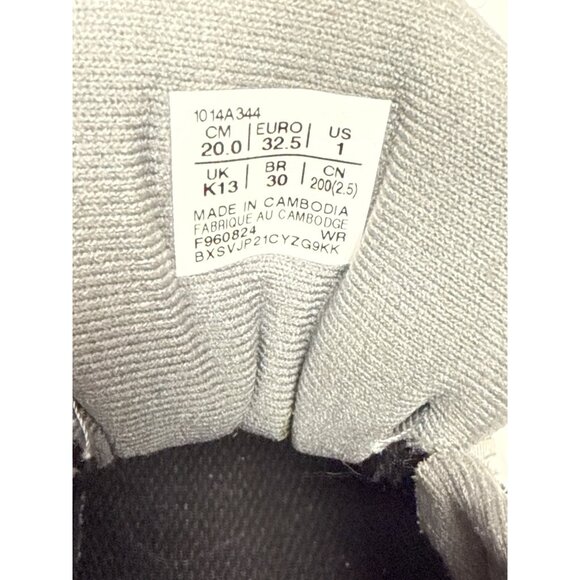 1014A344
CM EURO US
20.0 32.5 1
UK BR CN
K13 30 200(2.5)
MADE IN CAMBODIA
FABRIQUE AU CAMBODGE
F960824 WR
BXSVJP21CYZG9KK